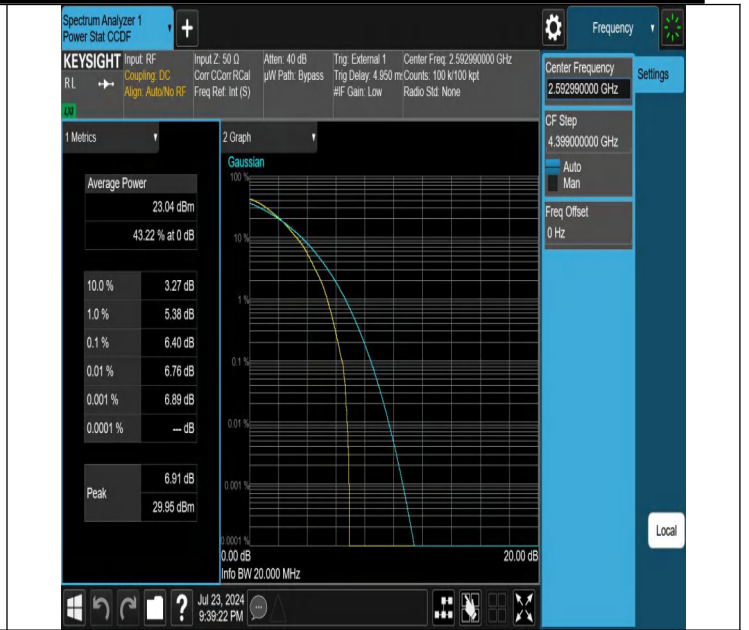 Spectrum Analyzer 1
Power Stat CCDF
+
Frequency
KEYSIGHT
RL
LXI
Input: RF
Coupling: DC
Align: Auto/No RF
Input Z: 50 Ω
Corr CCorr RCal
Freq Ref: Int (S)
Atten: 40 dB
µW Path: Bypass
Trig: External 1
Trig Delay: 4.950 ms
#IF Gain: Low
Center Freq: 2.592990000 GHz
Counts: 100 k/100 kpt
Radio Std: None
Center Frequency
2.592990000 GHz
Settings
CF Step
4.399000000 GHz
Auto
Man
Freq Offset
0 Hz
1 Metrics
Average Power
23.04 dBm
43.22 % at 0 dB
10.0 % 3.27 dB
1.0 % 5.38 dB
0.1 % 6.40 dB
0.01 % 6.76 dB
0.001 % 6.89 dB
0.0001 % --- dB
Peak
6.91 dB
29.95 dBm
2 Graph
Gaussian
100 %
10 %
1 %
0.1 %
0.01 %
0.001 %
0.0001 %
0.00 dB 20.00 dB
Info BW 20.000 MHz
Local
?
Jul 23, 2024
9:39:22 PM